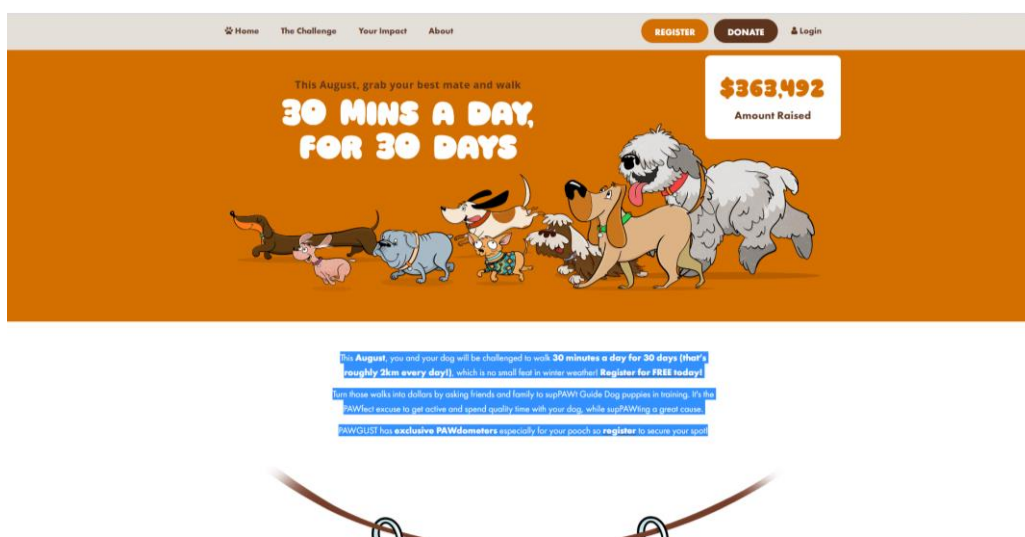 Home The Challenge Your Impact About REGISTER DONATE Login
$363,492
Amount Raised
This August, grab your best mate and walk
30 MINS A DAY,
FOR 30 DAYS
This August, you and your dog will be challenged to walk 30 minutes a day for 30 days (that's
roughly 2km every day!), which is no small feat in winter weather! Register for FREE today!
Turn those walks into dollars by asking friends and family to supPAWt Guide Dog puppies in training. It's the
PAWfect excuse to get active and spend quality time with your dog, while supPAWting a great cause.
PAWGUST has exclusive PAWdometers especially for your pooch so register to secure your spot!